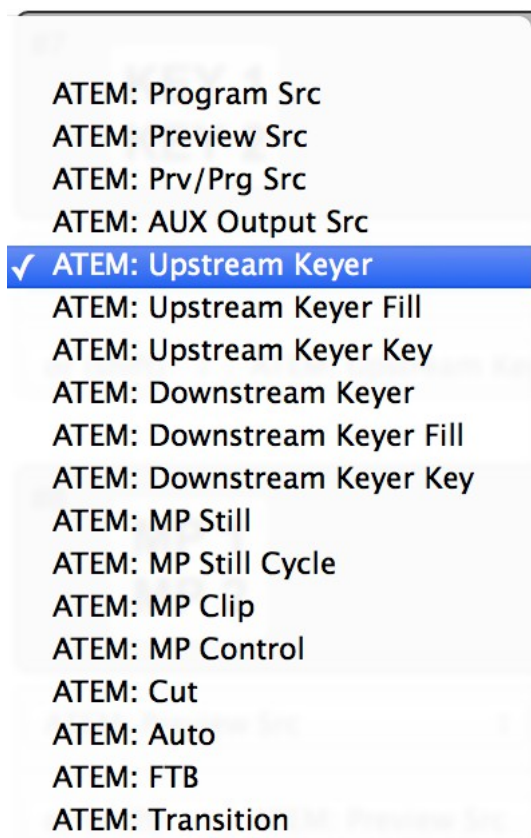 ATEM: Program Src
ATEM: Preview Src
ATEM: Prv/Prg Src
ATEM: AUX Output Src
✓ ATEM: Upstream Keyer
ATEM: Upstream Keyer Fill
ATEM: Upstream Keyer Key
ATEM: Downstream Keyer
ATEM: Downstream Keyer Fill
ATEM: Downstream Keyer Key
ATEM: MP Still
ATEM: MP Still Cycle
ATEM: MP Clip
ATEM: MP Control
ATEM: Cut
ATEM: Auto
ATEM: FTB
ATEM: Transition